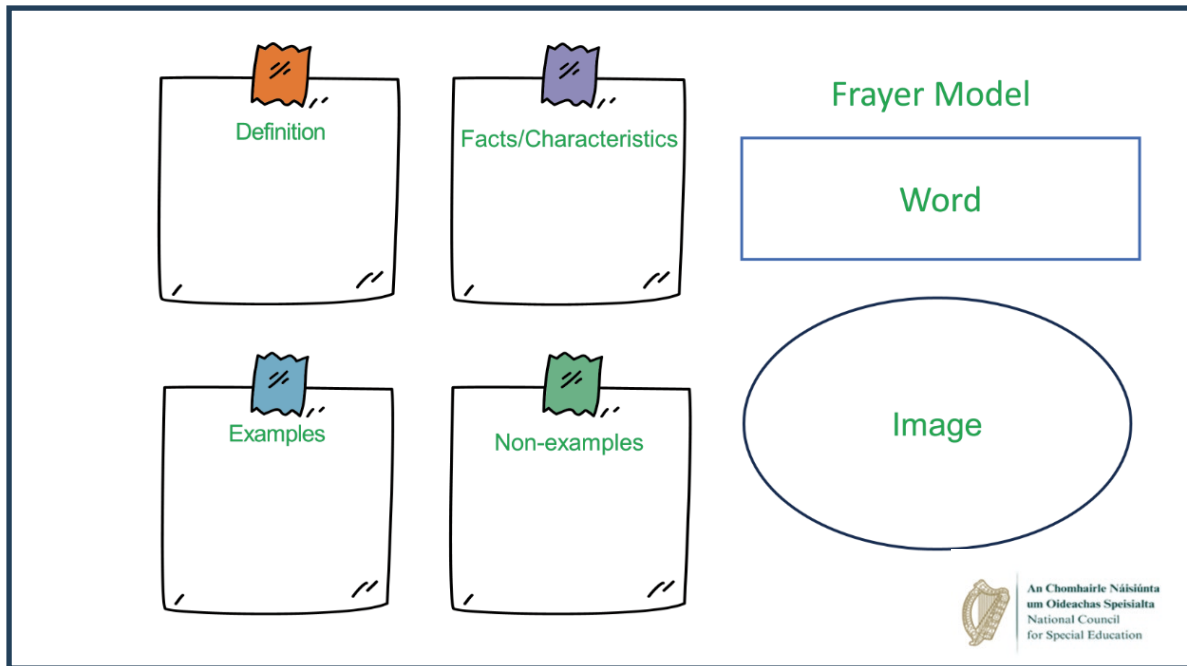 Definition
Facts/Characteristics
Frayer Model
Word
Examples
Non-examples
Image
An Chomhairle Náisiúnta
um Oideachas Speisialta
National Council
for Special Education